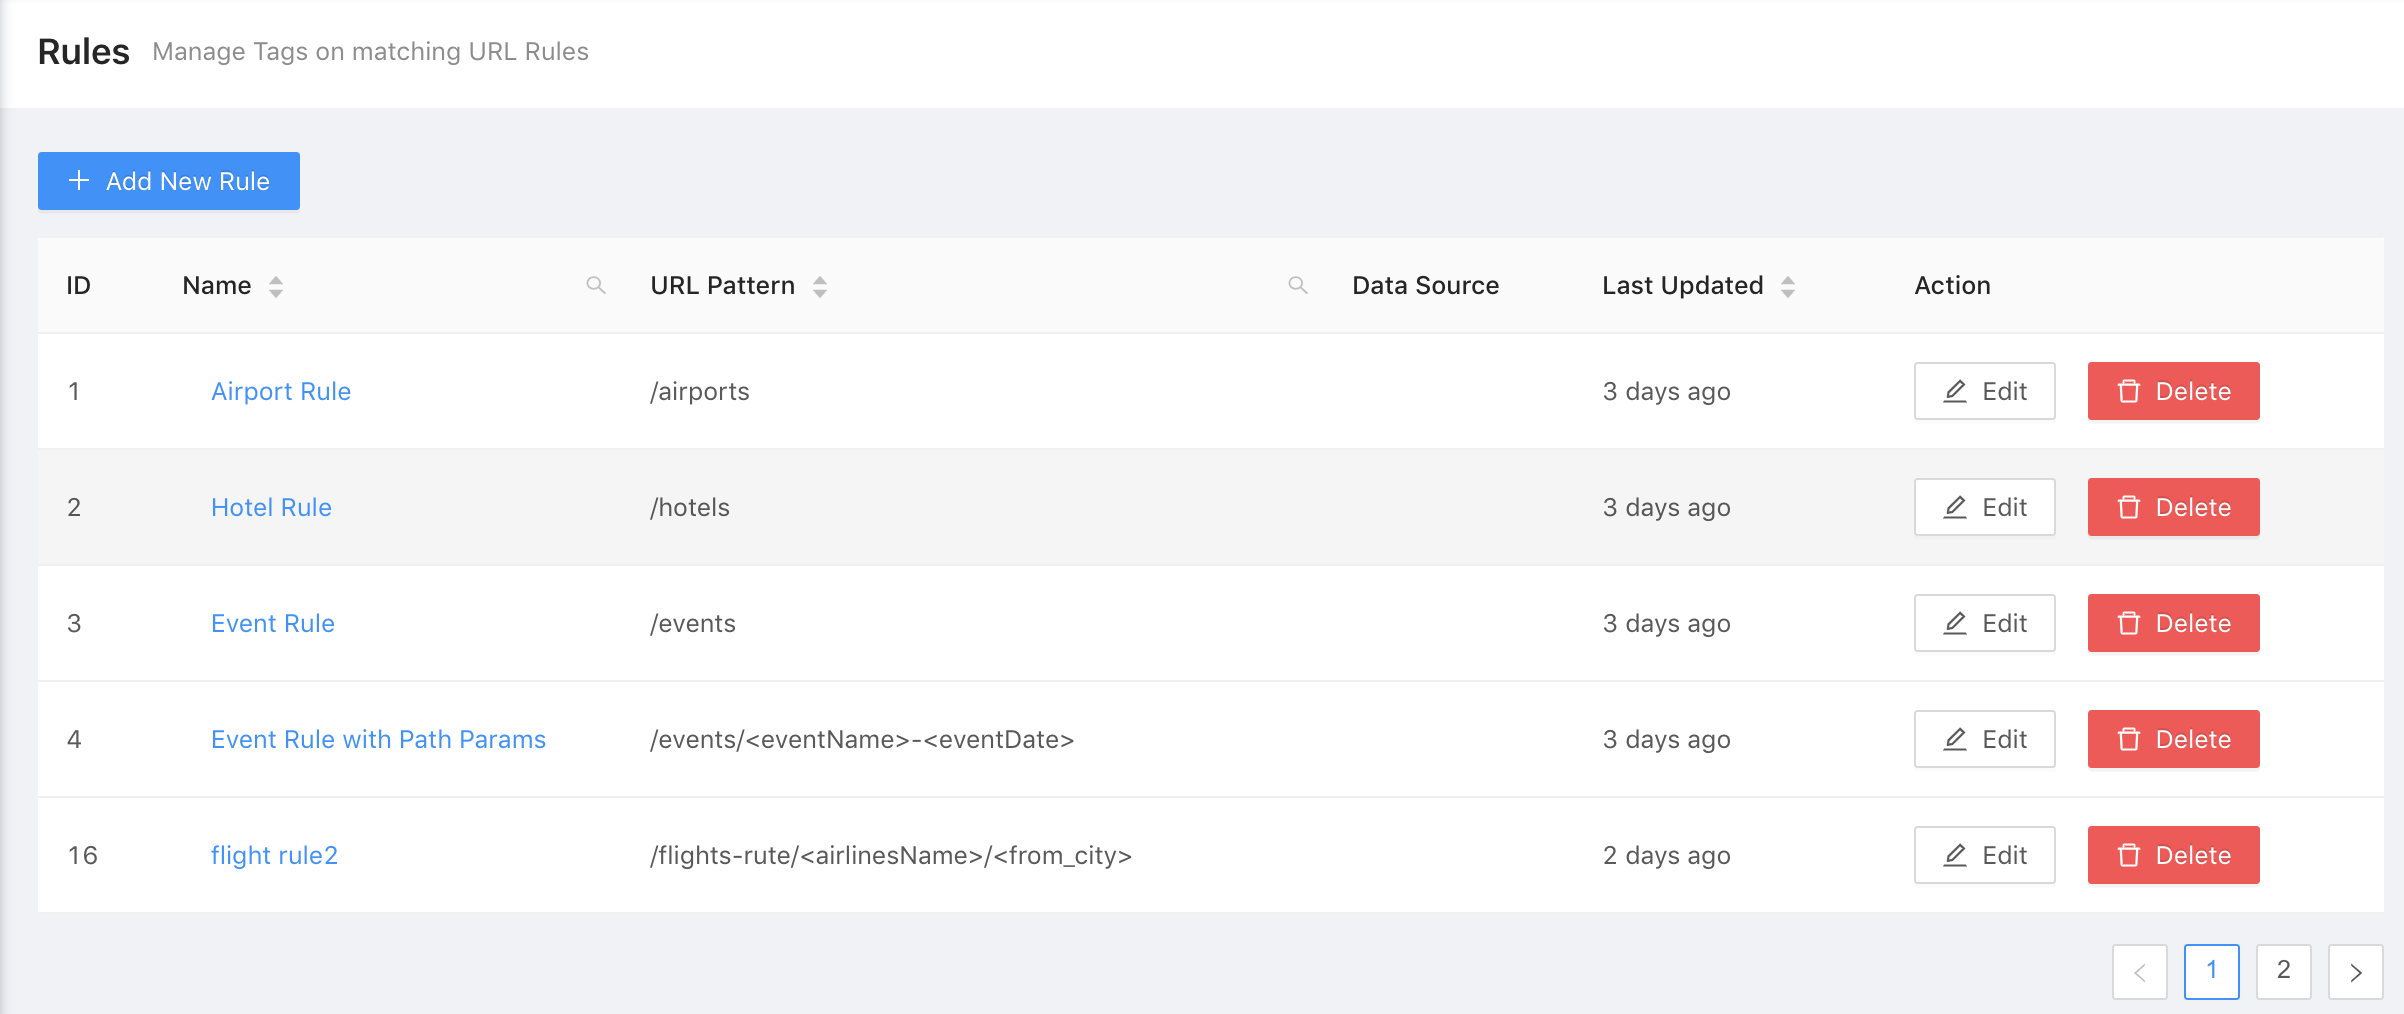 Rules Manage Tags on matching URL Rules
+ Add New Rule
ID Name URL Pattern Data Source Last Updated Action
1 Airport Rule /airports 3 days ago Edit Delete
2 Hotel Rule /hotels 3 days ago Edit Delete
3 Event Rule /events 3 days ago Edit Delete
4 Event Rule with Path Params /events/<eventName>-<eventDate> 3 days ago Edit Delete
16 flight rule2 /flights-rute/<airlinesName>/<from_city> 2 days ago Edit Delete
< 1 2 >